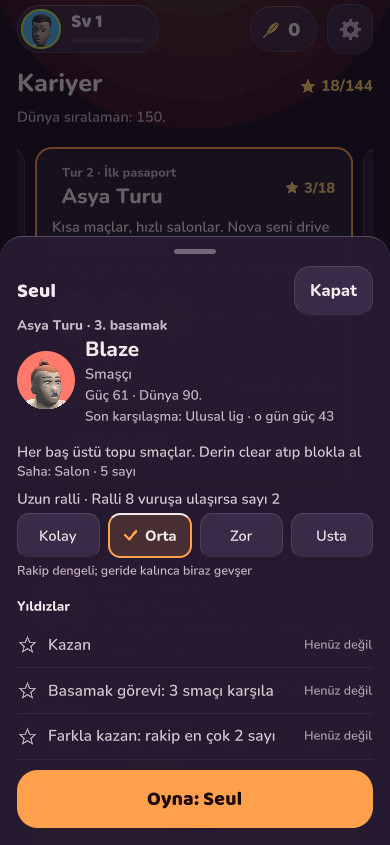 Sv 1
0
Kariyer
18/144
Dünya sıralaman: 150.
Tur 2 · İlk pasaport
Asya Turu
3/18
Kısa maçlar, hızlı salonlar. Nova seni drive
Seul
Kapat
Asya Turu · 3. basamak
Blaze
Smaşçı
Güç 61 · Dünya 90.
Son karşılaşma: Ulusal lig · o gün güç 43
Her baş üstü topu smaçlar. Derin clear atıp blokla al
Saha: Salon · 5 sayı
Uzun ralli · Ralli 8 vuruşa ulaşırsa sayı 2
Kolay
Orta
Zor
Usta
Rakip dengeli; geride kalınca biraz gevşer
Yıldızlar
Kazan
Henüz değil
Basamak görevi: 3 smaçı karşıla
Henüz değil
Farkla kazan: rakip en çok 2 sayı
Henüz değil
Oyna: Seul